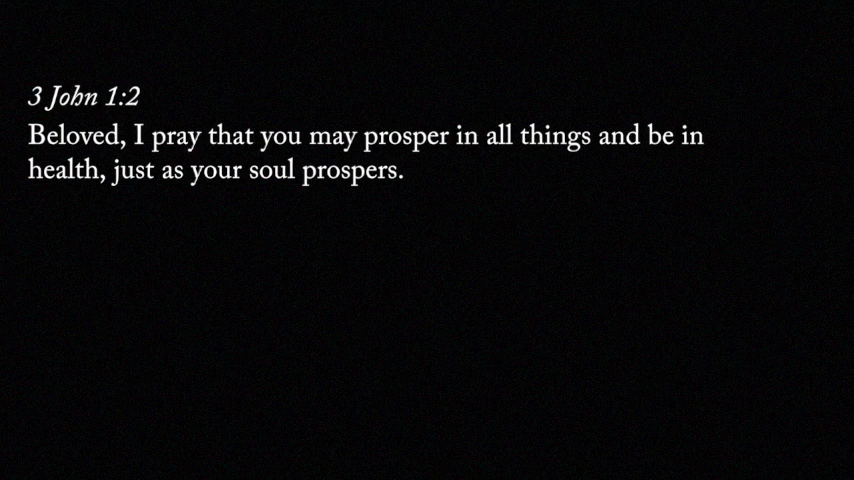 3 John 1:2
Beloved, I pray that you may prosper in all things and be in
health, just as your soul prospers.